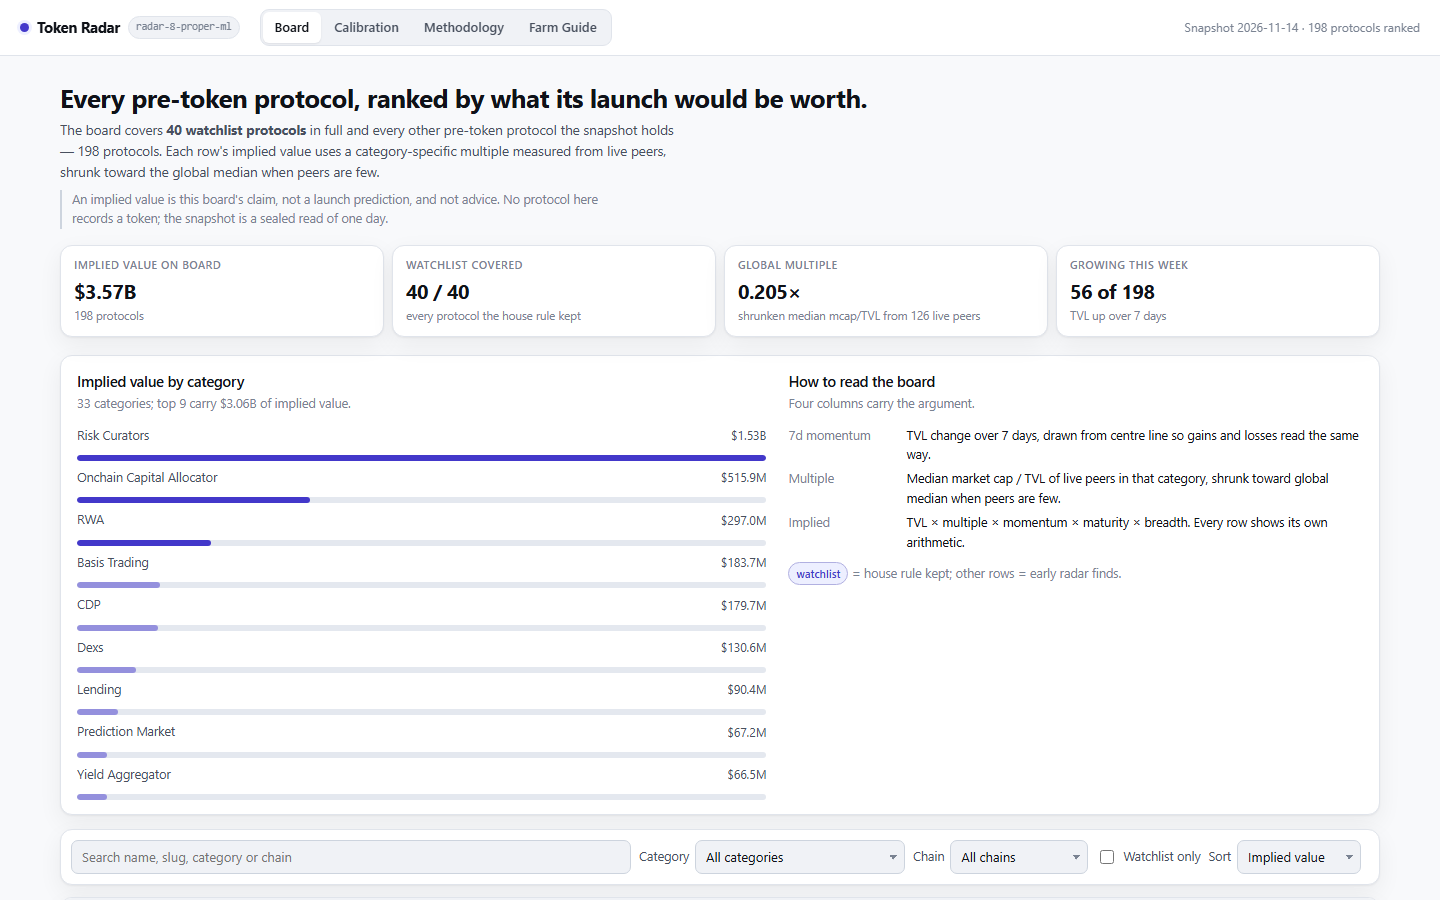 Token Radar radar-8-proper-ml Board Calibration Methodology Farm Guide Snapshot 2026-11-14 · 198 protocols ranked
Every pre-token protocol, ranked by what its launch would be worth.
The board covers 40 watchlist protocols in full and every other pre-token protocol the snapshot holds
— 198 protocols. Each row's implied value uses a category-specific multiple measured from live peers,
shrunk toward the global median when peers are few.
An implied value is this board's claim, not a launch prediction, and not advice. No protocol here
records a token; the snapshot is a sealed read of one day.
IMPLIED VALUE ON BOARD
$3.57B
198 protocols
WATCHLIST COVERED
40 / 40
every protocol the house rule kept
GLOBAL MULTIPLE
0.205×
shrunken median mcap/TVL from 126 live peers
GROWING THIS WEEK
56 of 198
TVL up over 7 days
Implied value by category
33 categories; top 9 carry $3.06B of implied value.
Risk Curators $1.53B
Onchain Capital Allocator $515.9M
RWA $297.0M
Basis Trading $183.7M
CDP $179.7M
Dexs $130.6M
Lending $90.4M
Prediction Market $67.2M
Yield Aggregator $66.5M
How to read the board
Four columns carry the argument.
7d momentum TVL change over 7 days, drawn from centre line so gains and losses read the same
way.
Multiple Median market cap / TVL of live peers in that category, shrunk toward global
median when peers are few.
Implied TVL × multiple × momentum × maturity × breadth. Every row shows its own
arithmetic.
watchlist = house rule kept; other rows = early radar finds.
Search name, slug, category or chain Category All categories Chain All chains Watchlist only Sort Implied value